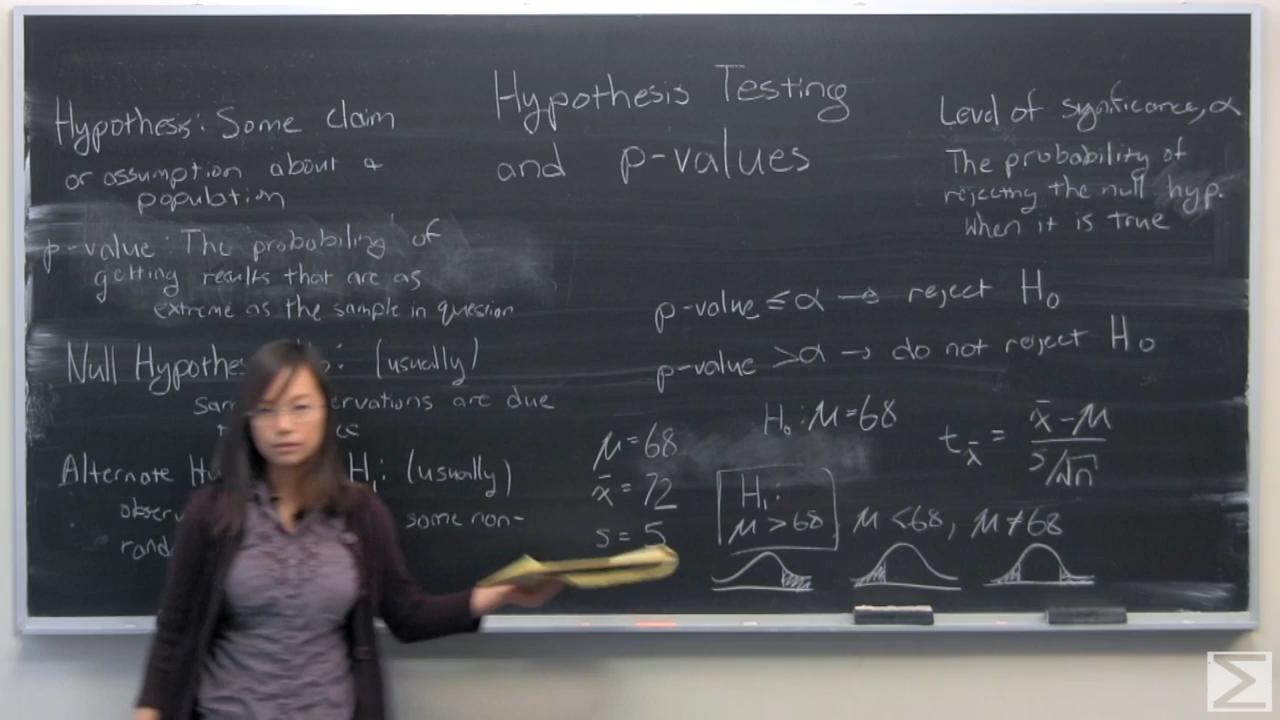 Hypothesis Testing
and p-values
Hypothesis: Some claim
or assumption about a
population
p-value: The probability of
getting results that are as
extreme as the sample in question
Null Hypothe : (usually)
are due
Alternate H₁: (usually)
some non-
Level of significance, α
The probability of
rejecting the null hyp.
when it is true
p-value ≤ α → reject H₀
p-value > α → do not reject H₀
μ = 68
x̄ = 72
s = 5
H₀: μ = 68
H₁:
μ > 68 μ < 68, μ ≠ 68
t_x̄ = (x̄ - μ) / (s/√n)
Σ